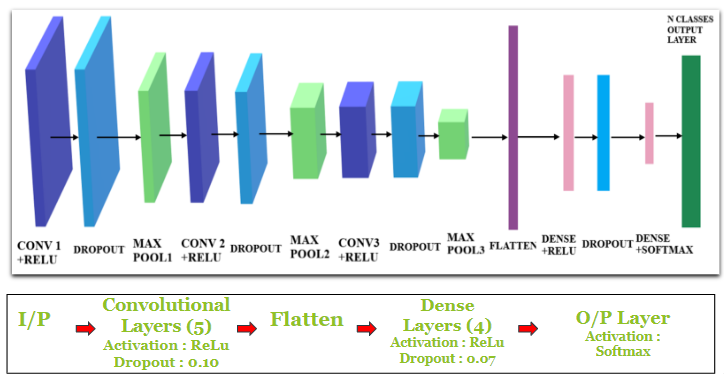 N CLASSES
OUTPUT
LAYER
CONV 1
+RELU
DROPOUT
MAX
POOL1
CONV 2
+RELU
DROPOUT
MAX
POOL2
CONV3
+RELU
DROPOUT
MAX
POOL3
FLATTEN
DENSE
+RELU
DROPOUT
DENSE
+SOFTMAX
I/P
Convolutional
Layers (5)
Activation : ReLu
Dropout : 0.10
Flatten
Dense
Layers (4)
Activation : ReLu
Dropout : 0.07
O/P Layer
Activation :
Softmax